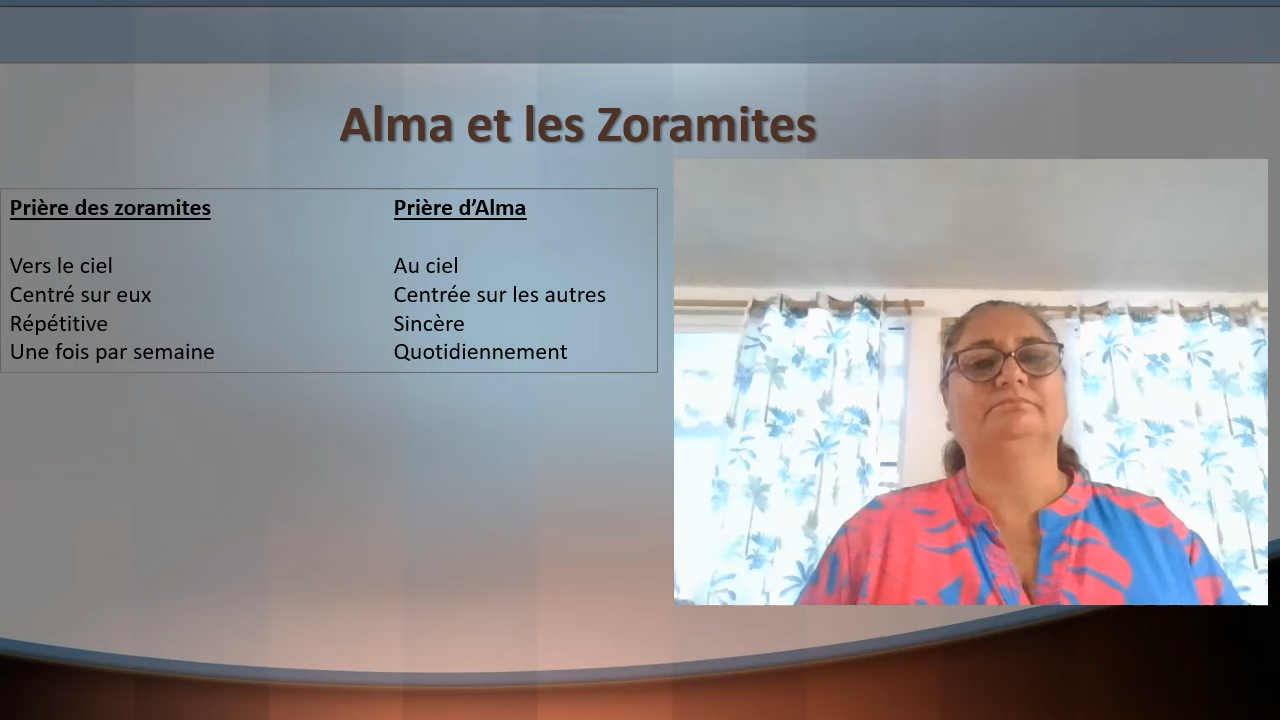 Alma et les Zoramites
Prière des zoramites
Prière d’Alma
Vers le ciel
Au ciel
Centré sur eux
Centrée sur les autres
Répétitive
Sincère
Une fois par semaine
Quotidiennement